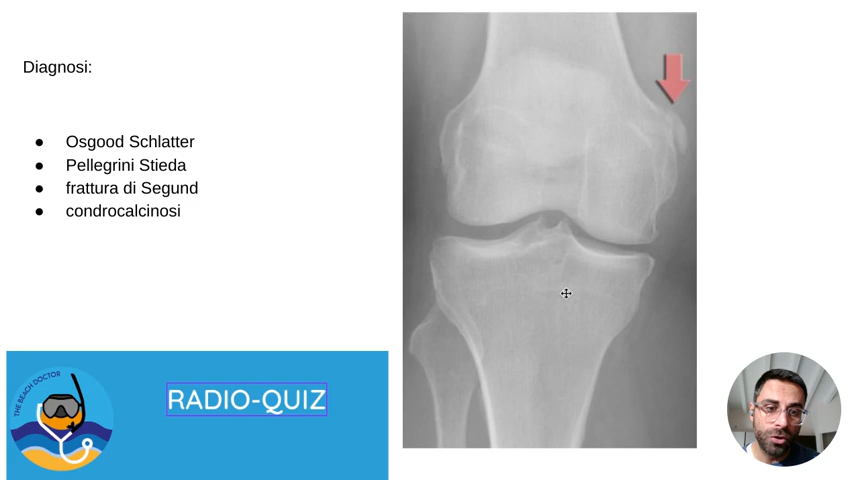 Diagnosi:
Osgood Schlatter
Pellegrini Stieda
frattura di Segund
condrocalcinosi
THE BEACH DOCTOR
RADIO-QUIZ